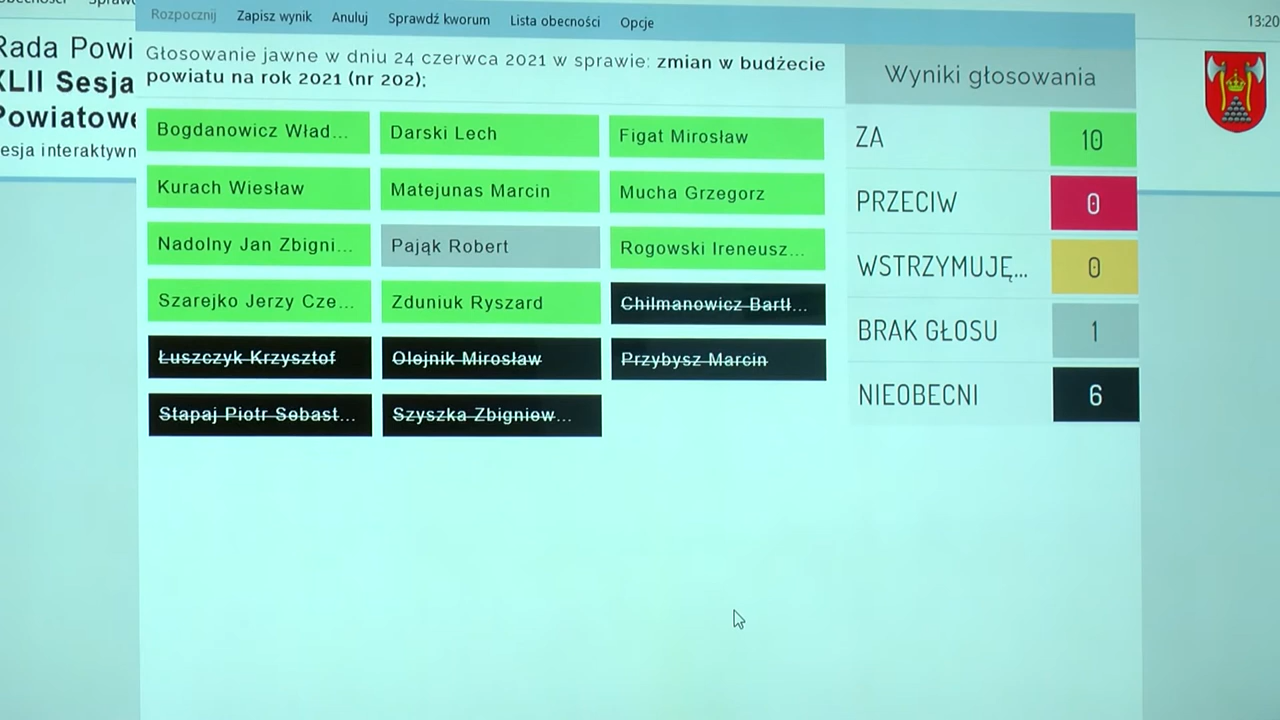 Rozpocznij Zapisz wynik Anuluj Sprawdź kworum Lista obecności Opcje
13:20
Rada Powi
XLII Sesja
Powiatowe
esja interaktywn
Głosowanie jawne w dniu 24 czerwca 2021 w sprawie: zmian w budżecie
powiatu na rok 2021 (nr 202);
Bogdanowicz Wład... Darski Lech Figat Mirosław
Kurach Wiesław Matejunas Marcin Mucha Grzegorz
Nadolny Jan Zbigni... Pająk Robert Rogowski Ireneusz...
Szarejko Jerzy Cze... Zduniuk Ryszard Chilmanowicz Bartł...
Łuszczyk Krzysztof Olejnik Mirosław Przybysz Marcin
Stapaj Piotr Sebast... Szyszka Zbigniew...
Wyniki głosowania
ZA 10
PRZECIW 0
WSTRZYMUJĘ... 0
BRAK GŁOSU 1
NIEOBECNI 6